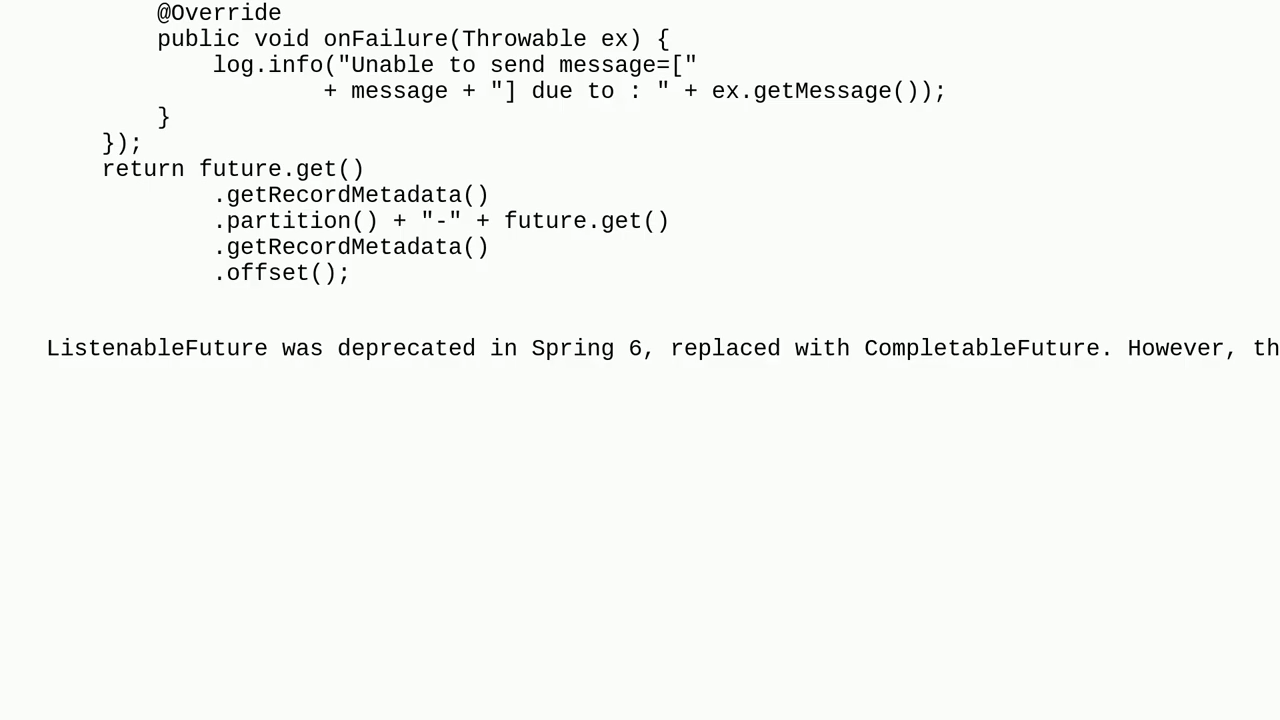 @Override
public void onFailure(Throwable ex) {
log.info("Unable to send message=["
+ message + "] due to : " + ex.getMessage());
}
});
return future.get()
.getRecordMetadata()
.partition() + "-" + future.get()
.getRecordMetadata()
.offset();
ListenableFuture was deprecated in Spring 6, replaced with CompletableFuture. However, th